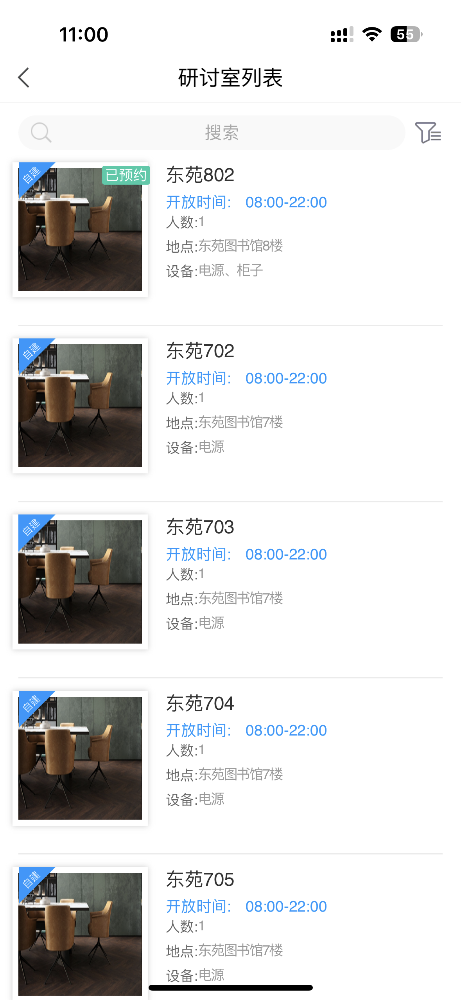 11:00
55
研讨室列表
搜索
自建
已预约
东苑802
开放时间: 08:00-22:00
人数:1
地点:东苑图书馆8楼
设备:电源、柜子
自建
东苑702
开放时间: 08:00-22:00
人数:1
地点:东苑图书馆7楼
设备:电源
自建
东苑703
开放时间: 08:00-22:00
人数:1
地点:东苑图书馆7楼
设备:电源
自建
东苑704
开放时间: 08:00-22:00
人数:1
地点:东苑图书馆7楼
设备:电源
自建
东苑705
开放时间: 08:00-22:00
人数:1
地点:东苑图书馆7楼
设备:电源